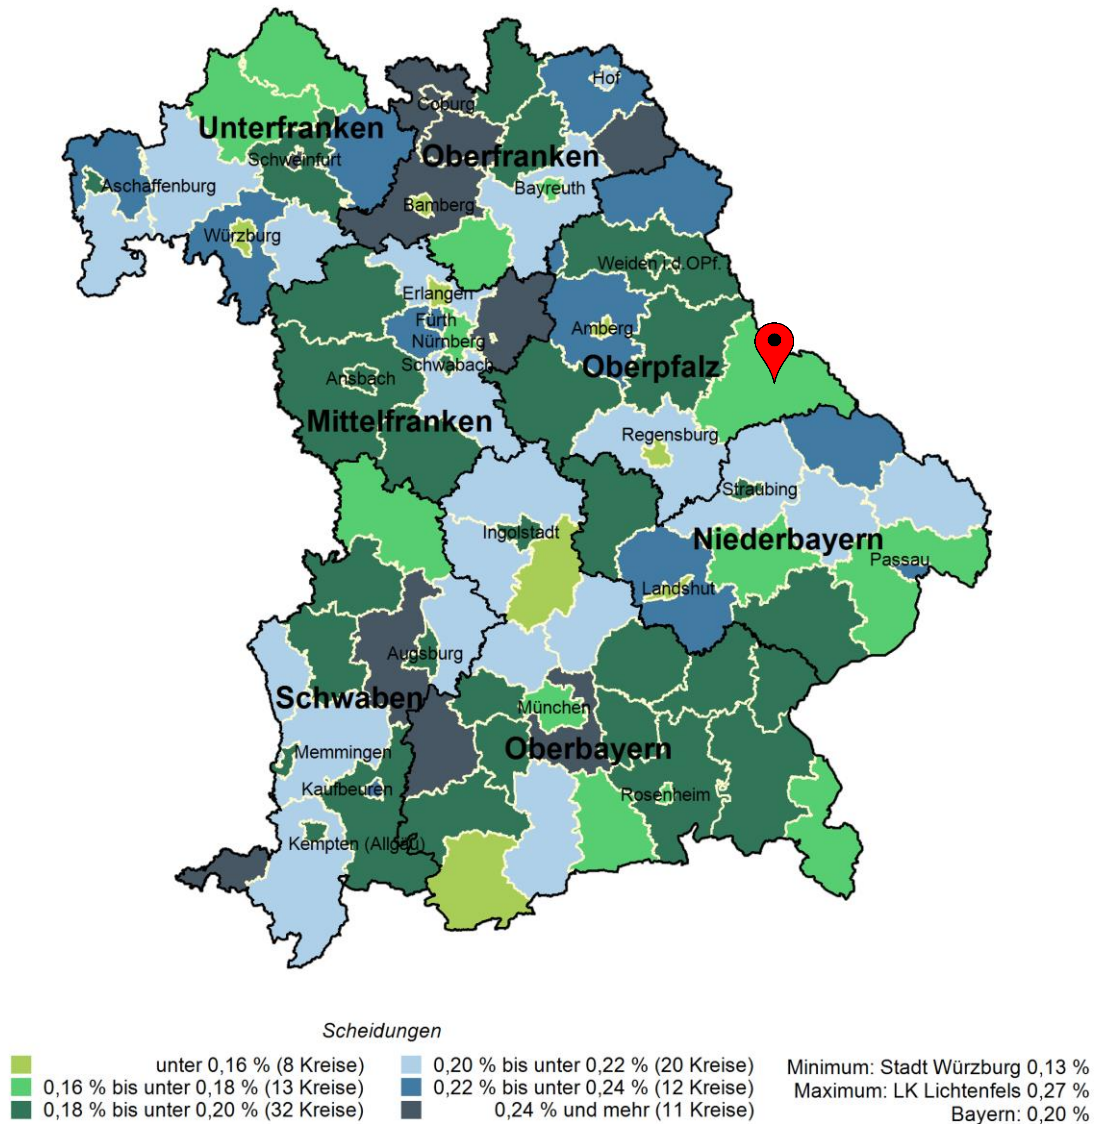 Hof
Coburg
Unterfranken
Schweinfurt
Oberfranken
Aschaffenburg
Bayreuth
Bamberg
Würzburg
Weiden i.d.OPf.
Erlangen
Fürth
Amberg
Nürnberg
Schwabach
Oberpfalz
Ansbach
Mittelfranken
Regensburg
Straubing
Ingolstadt
Niederbayern
Passau
Landshut
Augsburg
Schwaben
München
Oberbayern
Memmingen
Kaufbeuren
Rosenheim
Kempten (Allgäu)
Scheidungen
unter 0,16 % (8 Kreise)
0,16 % bis unter 0,18 % (13 Kreise)
0,18 % bis unter 0,20 % (32 Kreise)
0,20 % bis unter 0,22 % (20 Kreise)
0,22 % bis unter 0,24 % (12 Kreise)
0,24 % und mehr (11 Kreise)
Minimum: Stadt Würzburg 0,13 %
Maximum: LK Lichtenfels 0,27 %
Bayern: 0,20 %